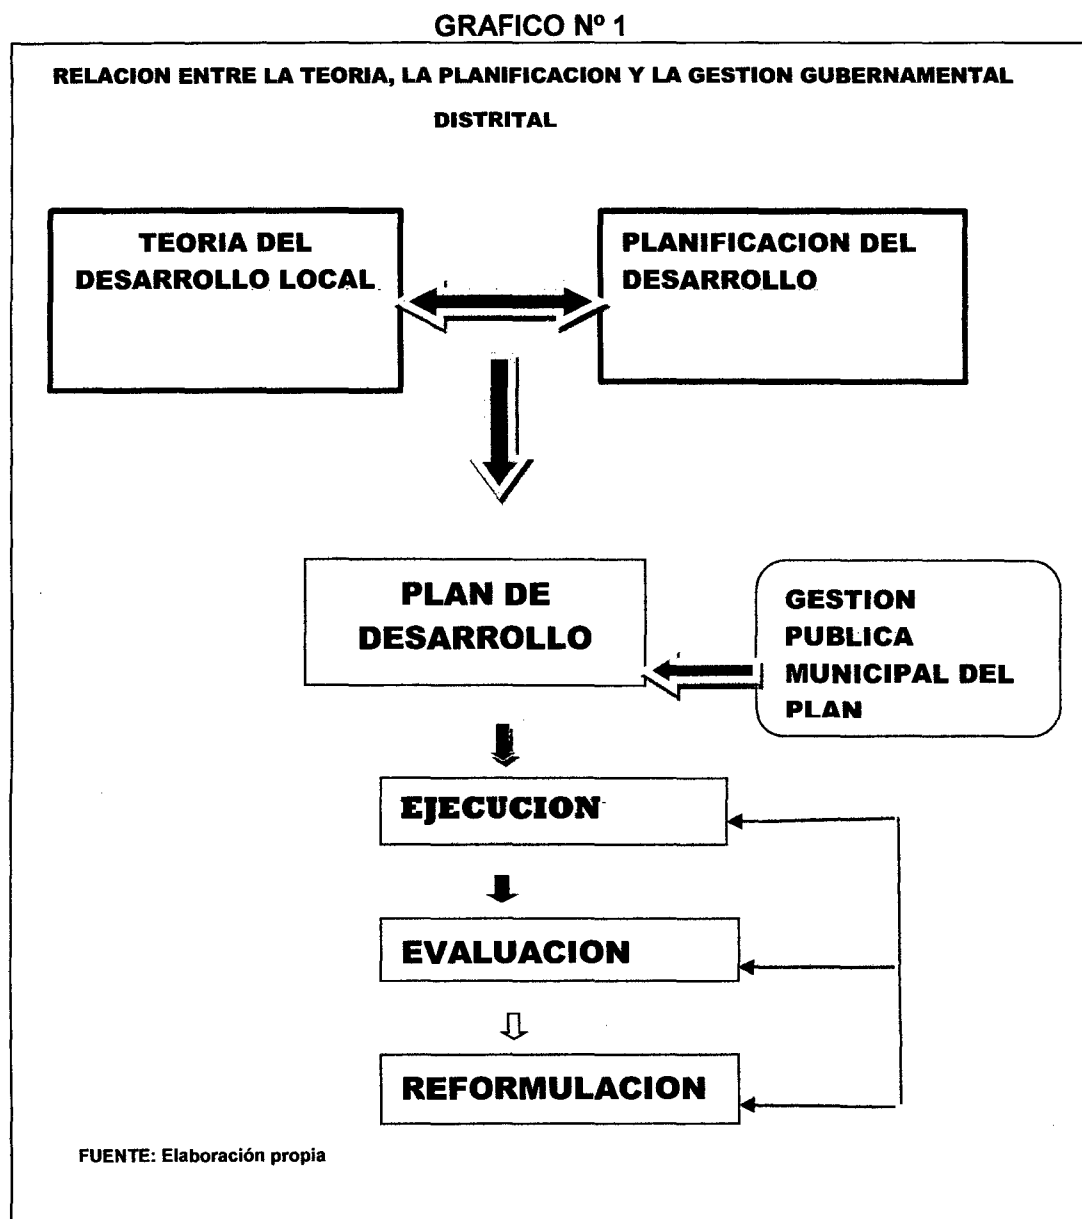 GRAFICO Nº 1
RELACION ENTRE LA TEORIA, LA PLANIFICACION Y LA GESTION GUBERNAMENTAL
DISTRITAL
TEORIA DEL
DESARROLLO LOCAL
PLANIFICACION DEL
DESARROLLO
PLAN DE
DESARROLLO
GESTION
PUBLICA
MUNICIPAL DEL
PLAN
EJECUCION
EVALUACION
REFORMULACION
FUENTE: Elaboración propia